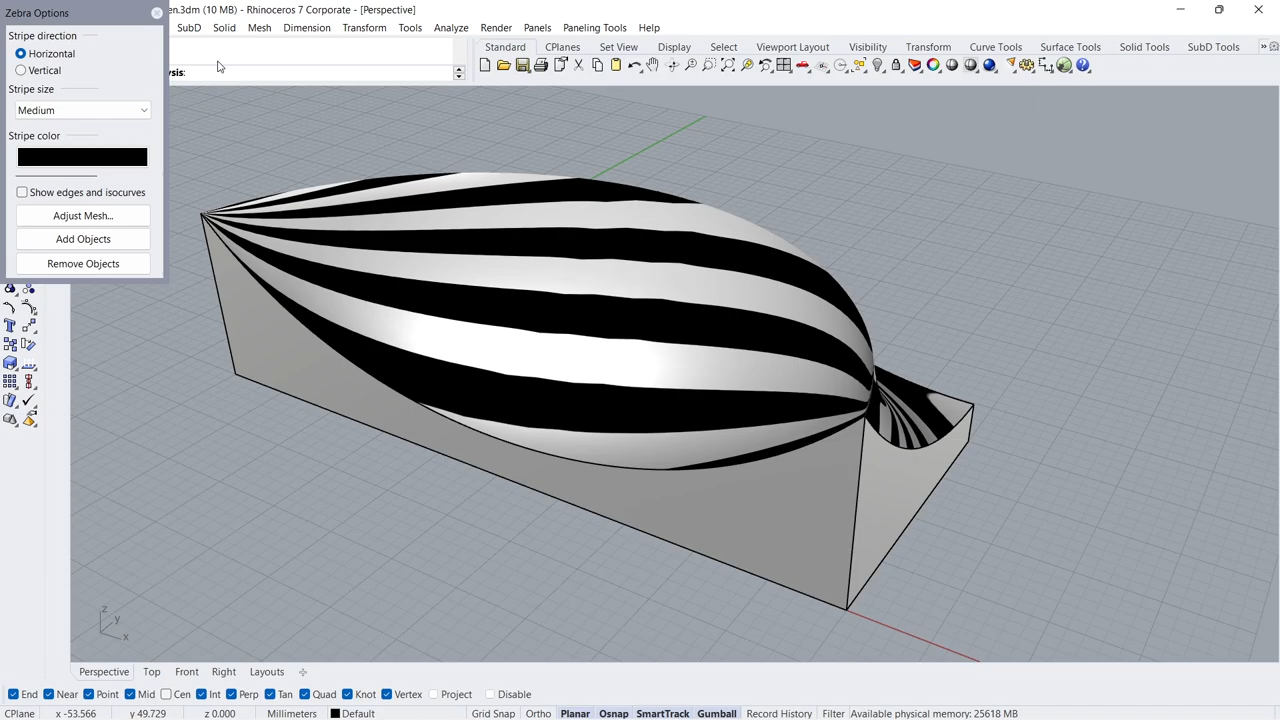 Zebra Options
en.3dm (10 MB) - Rhinoceros 7 Corporate - [Perspective]
SubD Solid Mesh Dimension Transform Tools Analyze Render Panels Paneling Tools Help
Stripe direction
Horizontal
Vertical
Stripe size
Medium
Stripe color
Show edges and isocurves
Adjust Mesh...
Add Objects
Remove Objects
ysis:
Standard CPlanes Set View Display Select Viewport Layout Visibility Transform Curve Tools Surface Tools Solid Tools SubD Tools »
z
y
x
Perspective Top Front Right Layouts
End Near Point Mid Cen Int Perp Tan Quad Knot Vertex Project Disable
CPlane x -53.566 y 49.729 z 0.000 Millimeters Default Grid Snap Ortho Planar Osnap SmartTrack Gumball Record History Filter Available physical memory: 25618 MB